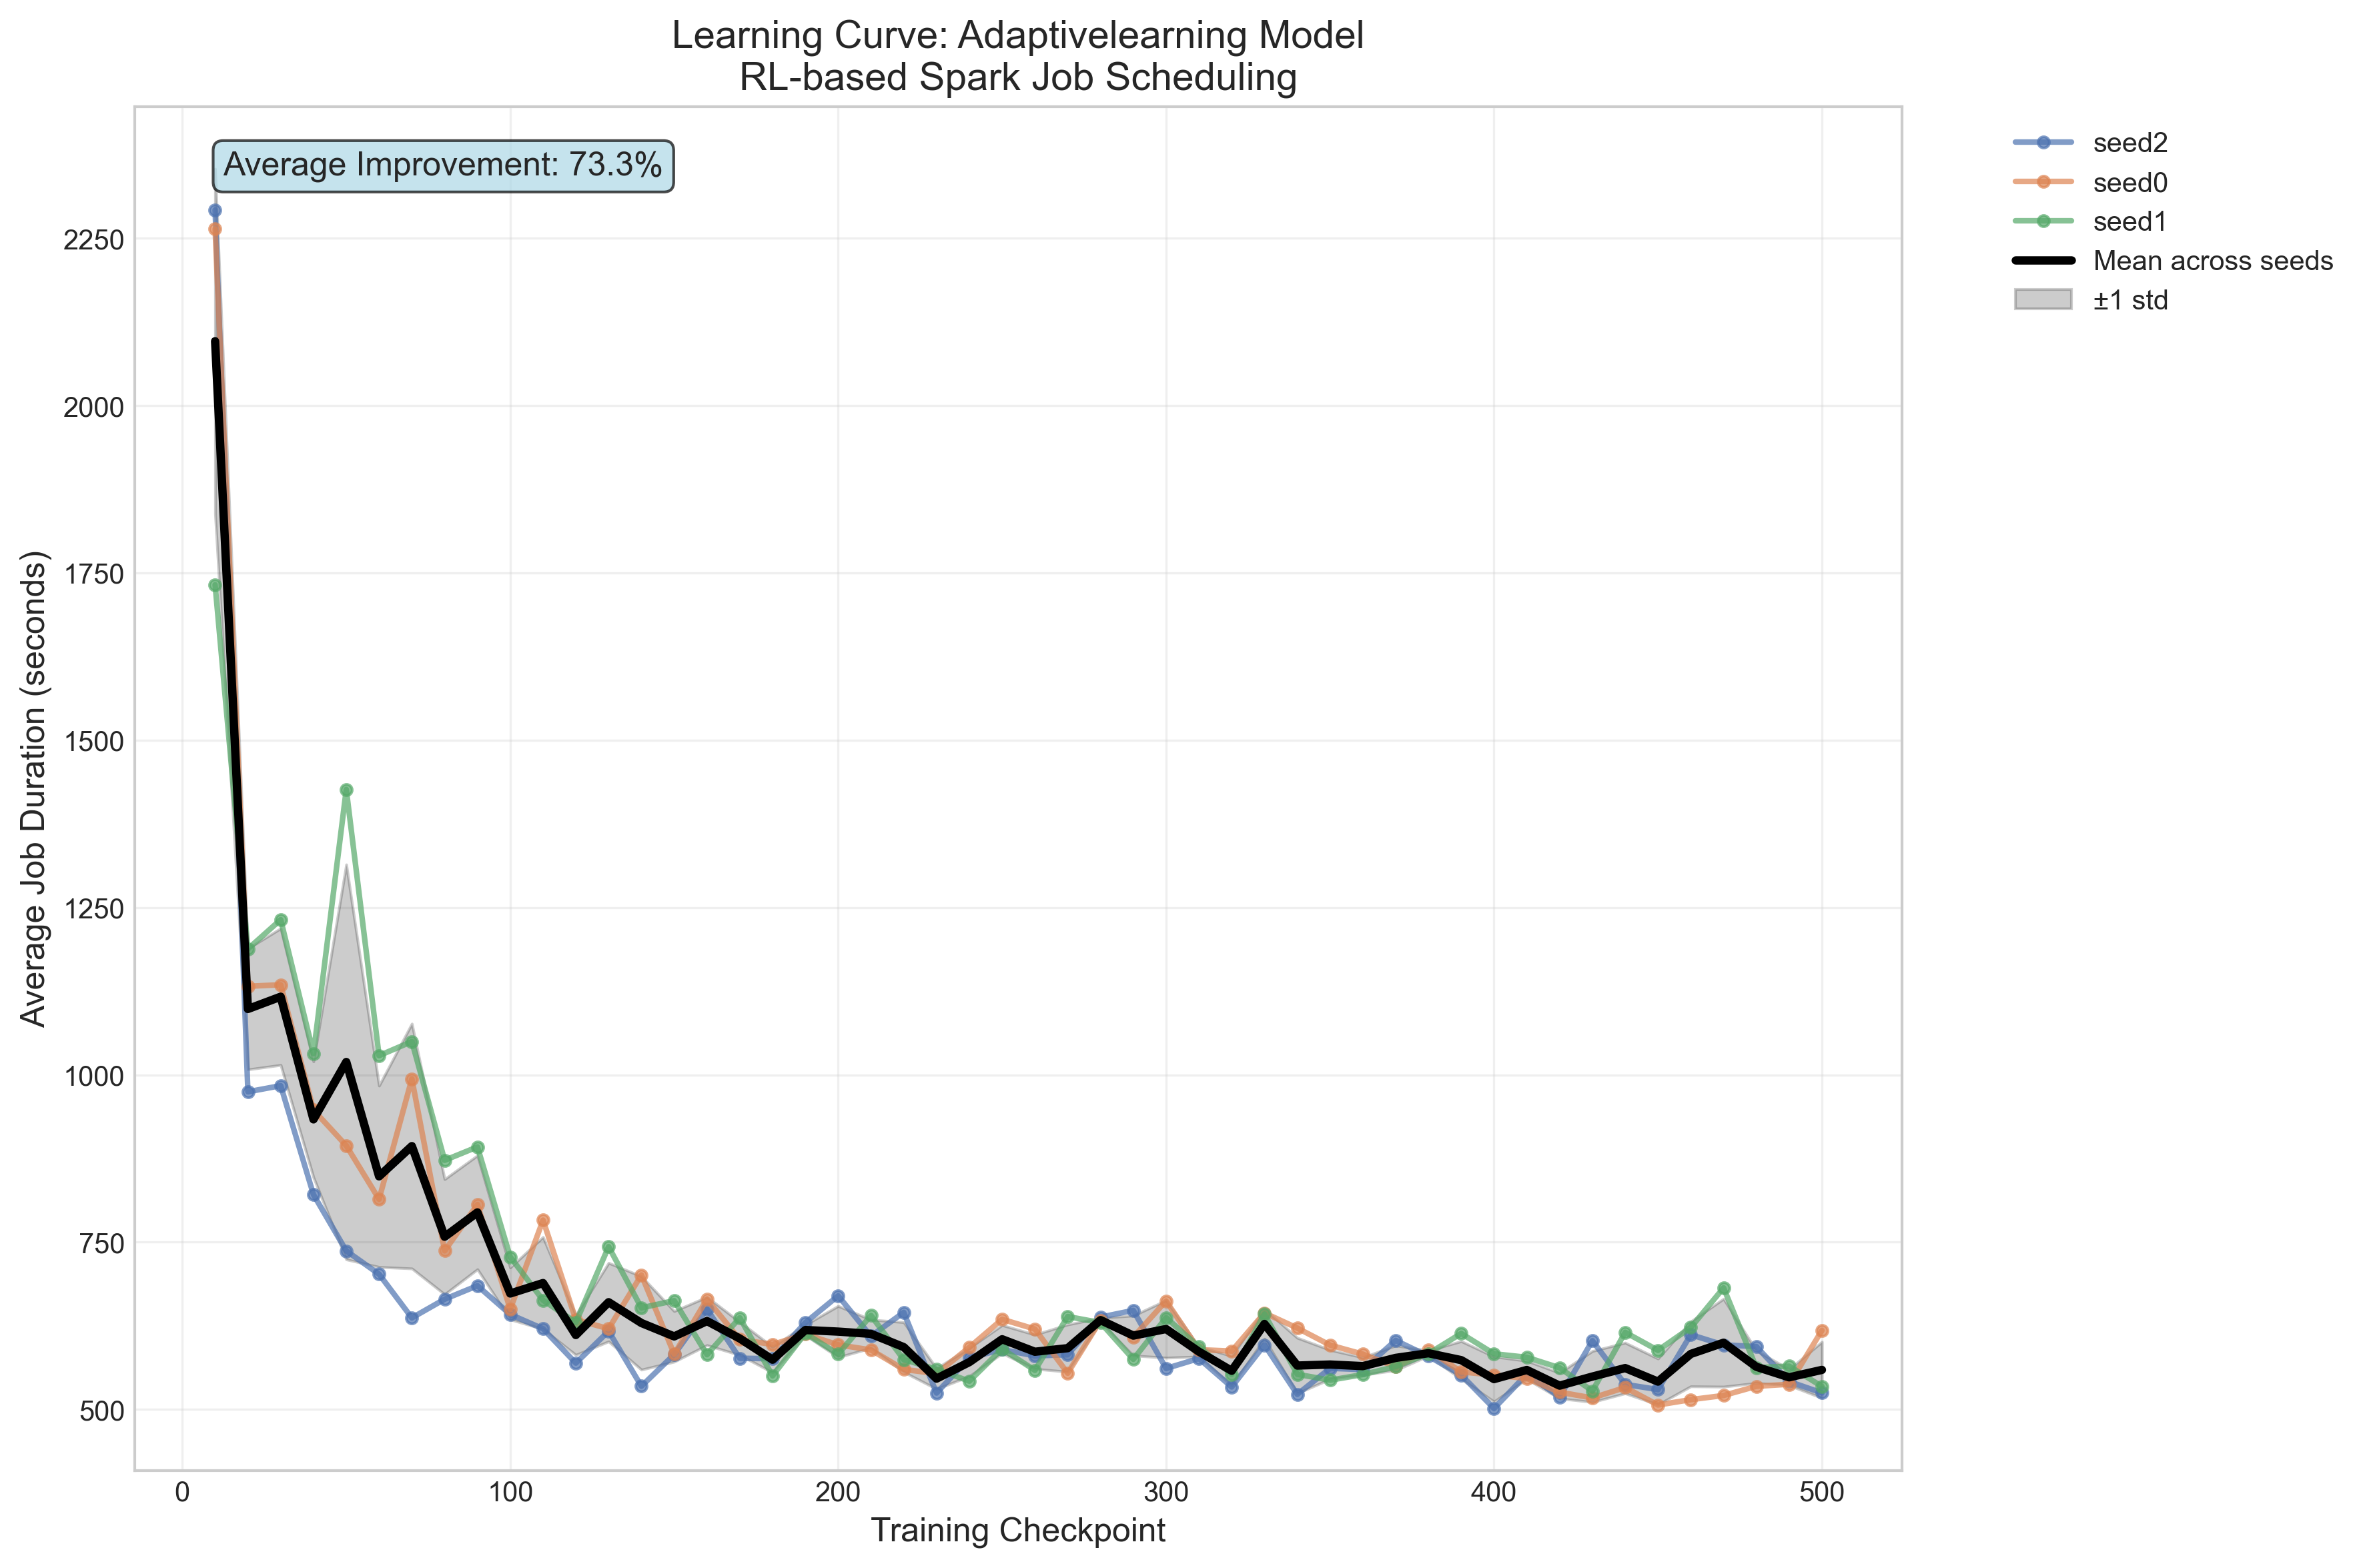 Learning Curve: Adaptivelearning Model
RL-based Spark Job Scheduling
Average Improvement: 73.3%
seed2
seed0
seed1
Mean across seeds
±1 std
Average Job Duration (seconds)
2250
2000
1750
1500
1250
1000
750
500
0
100
200
300
400
500
Training Checkpoint